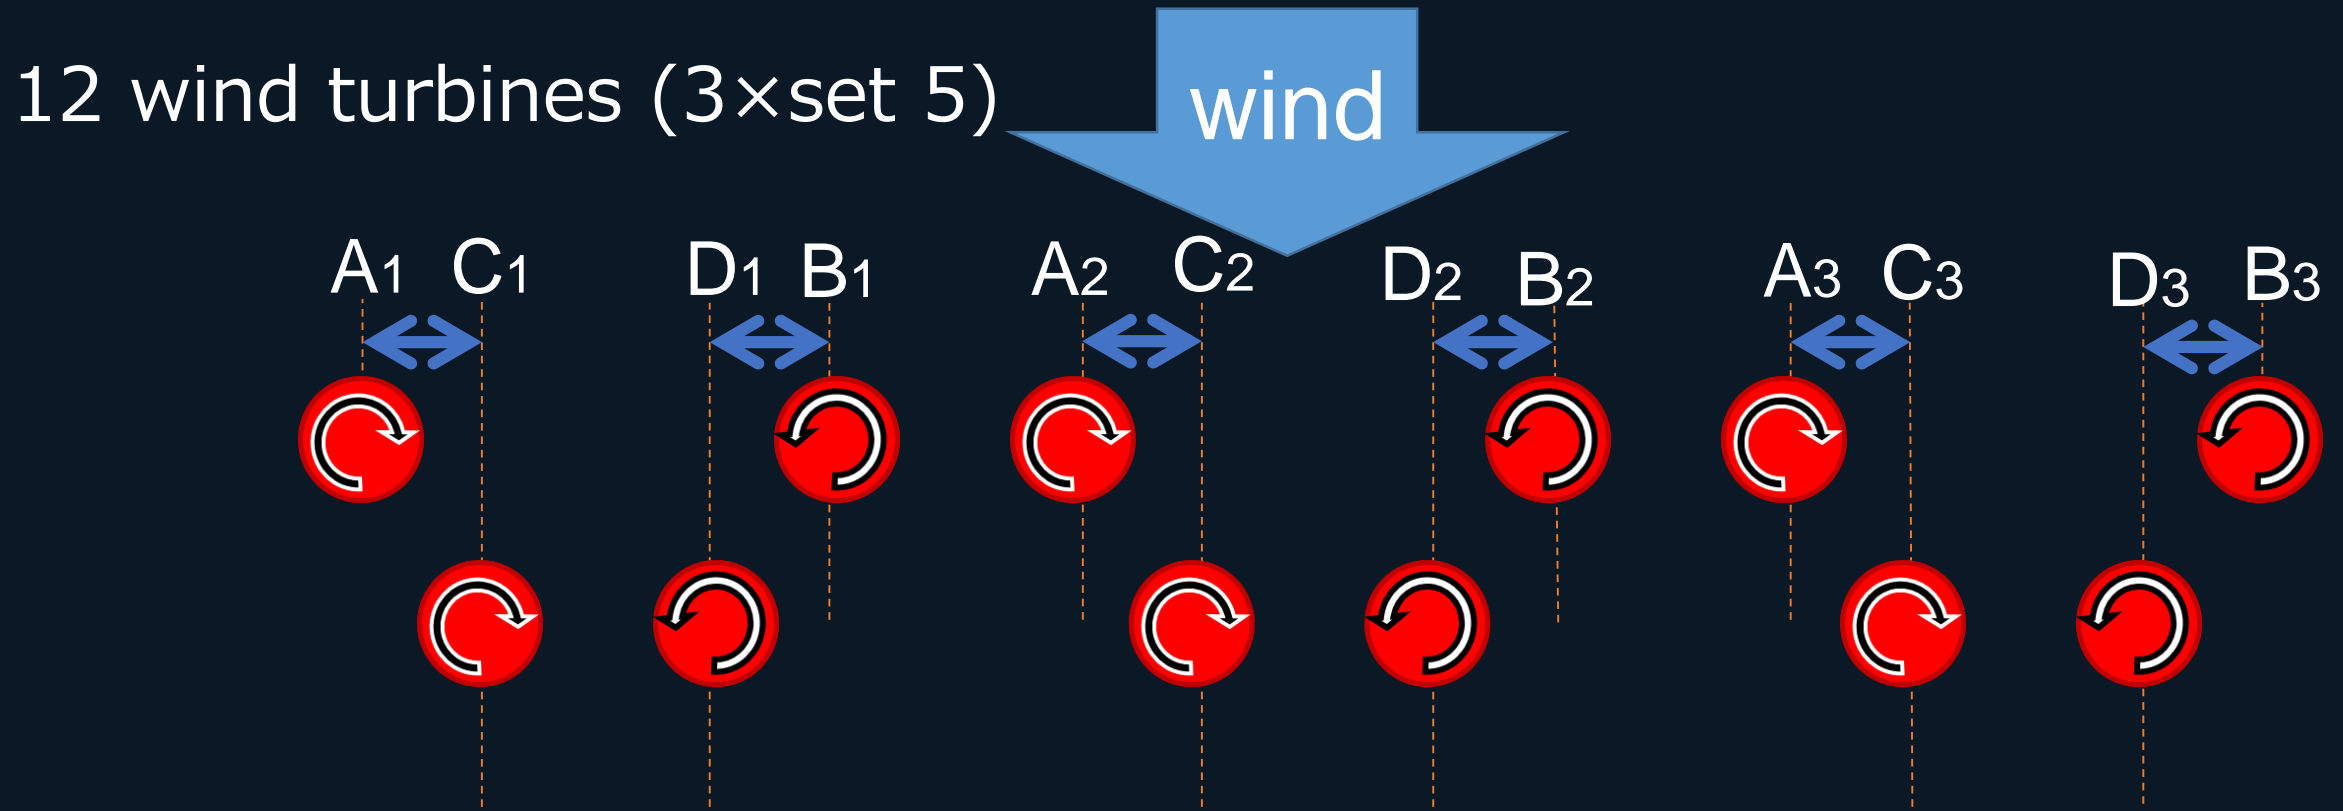 12 wind turbines (3×set 5)
wind
A1 C1 D1 B1 A2 C2 D2 B2 A3 C3 D3 B3